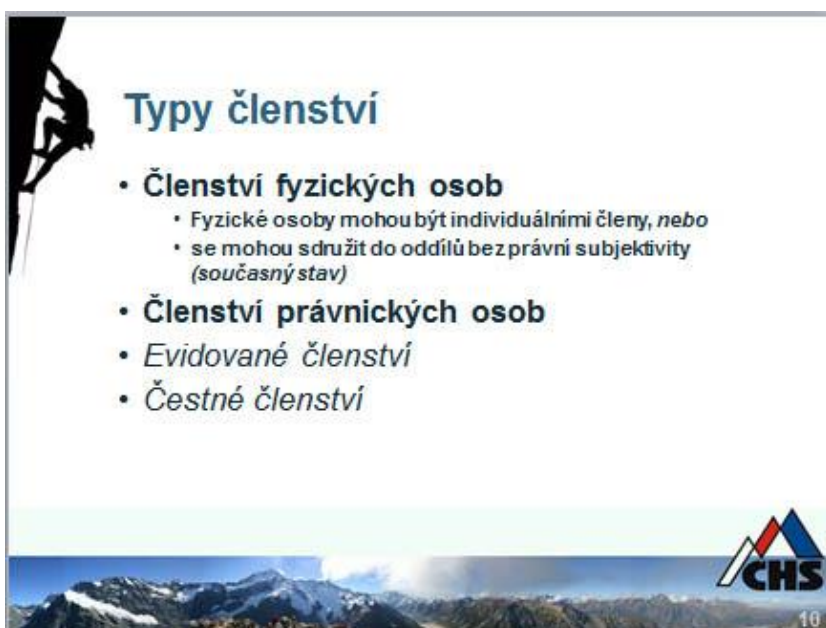 Typy členství
• Členství fyzických osob
• Fyzické osoby mohou být individuálními členy, nebo
• se mohou sdružit do oddílů bez právní subjektivity
(současný stav)
• Členství právnických osob
• Evidované členství
• Čestné členství
CHS
10